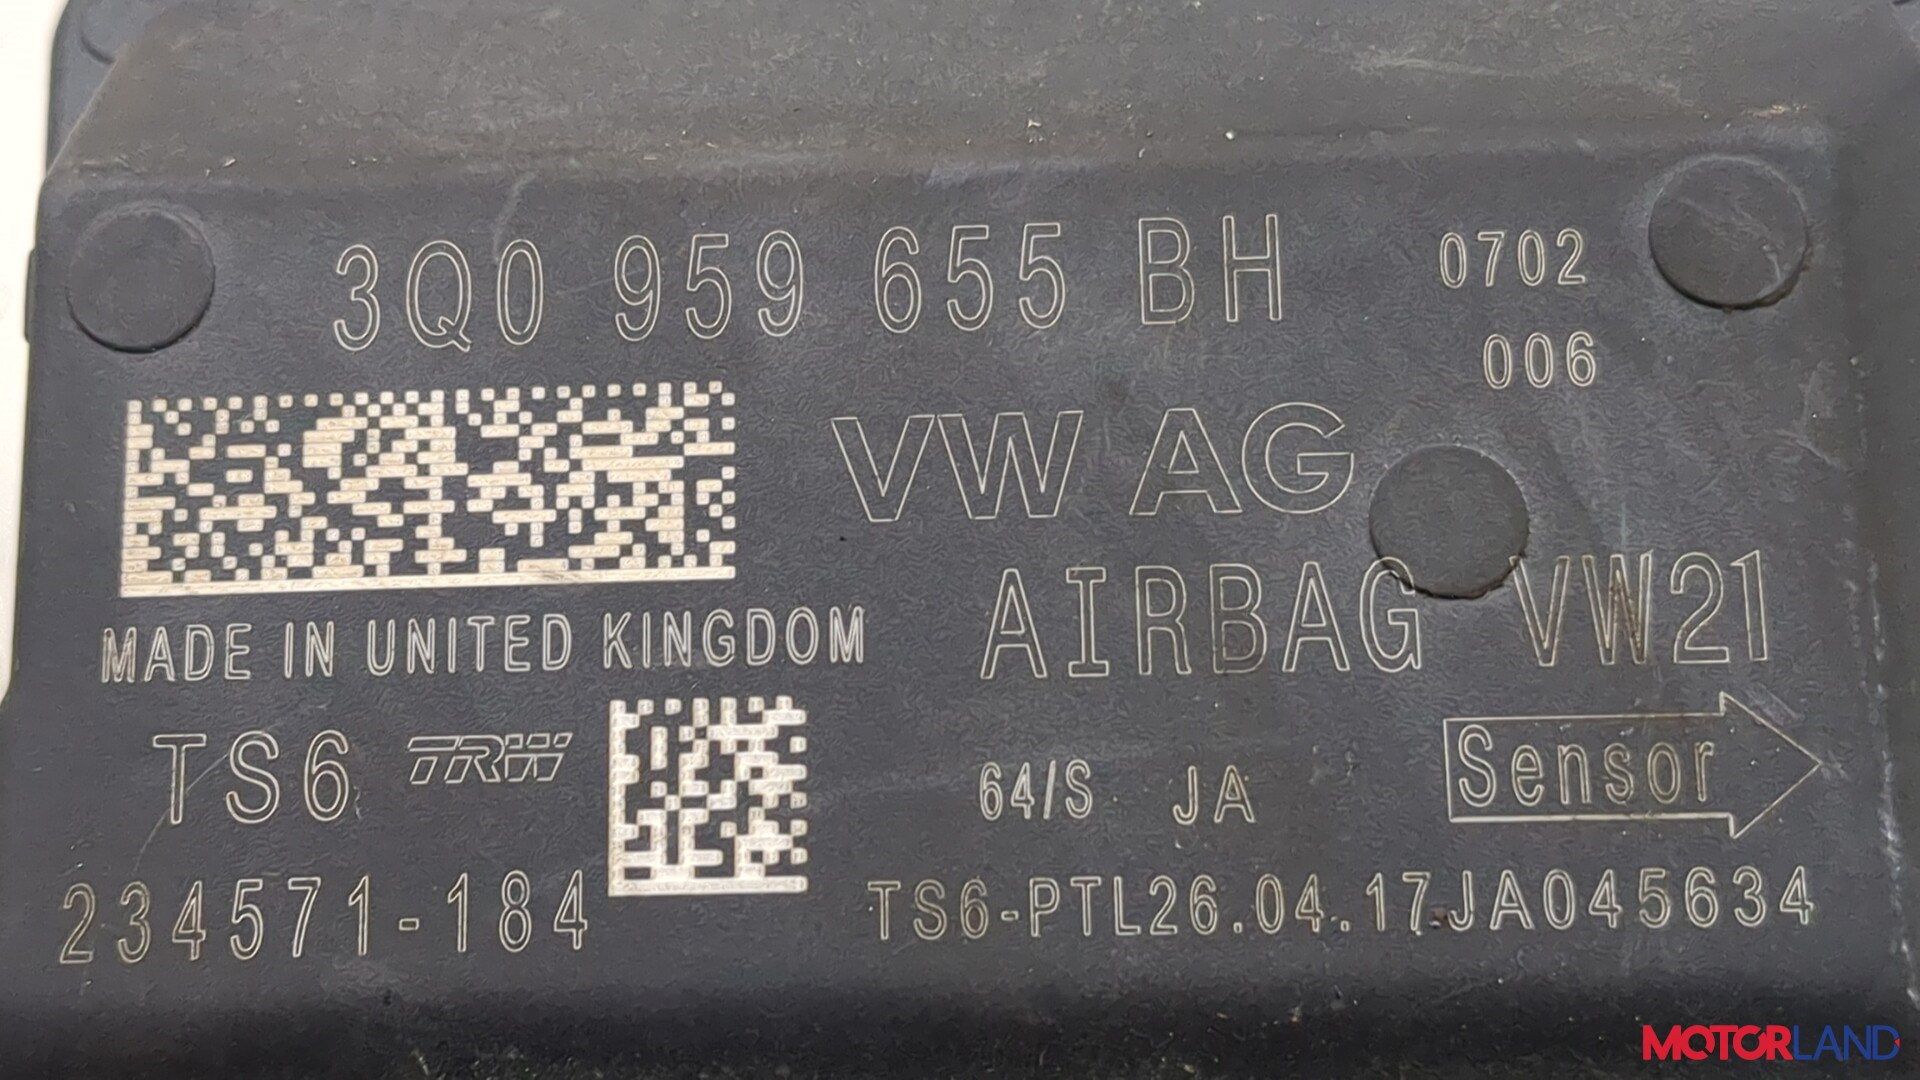 3Q0 959 655 BH 0702
006
VW AG
AIRBAG VW21
MADE IN UNITED KINGDOM
TS6 TRW
64/S JA
Sensor
234571-184
TS6-PTL26.04.17JA045634
MOTORLAND